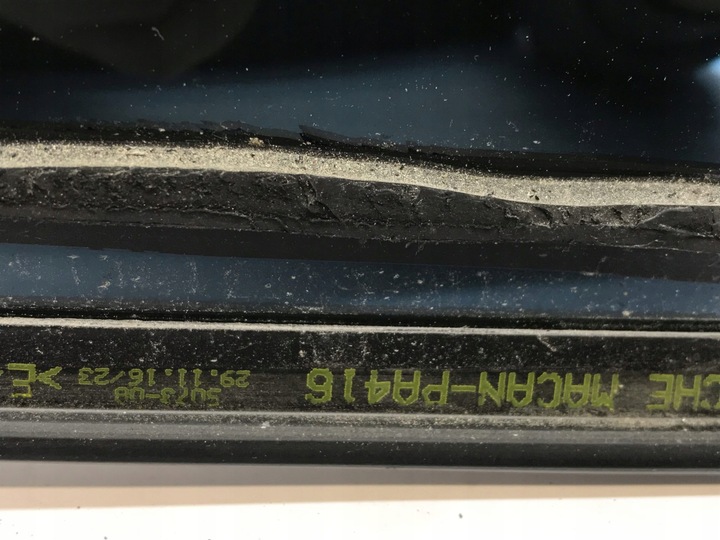 CHE MACAN-PA416
29.11.16/23
>E